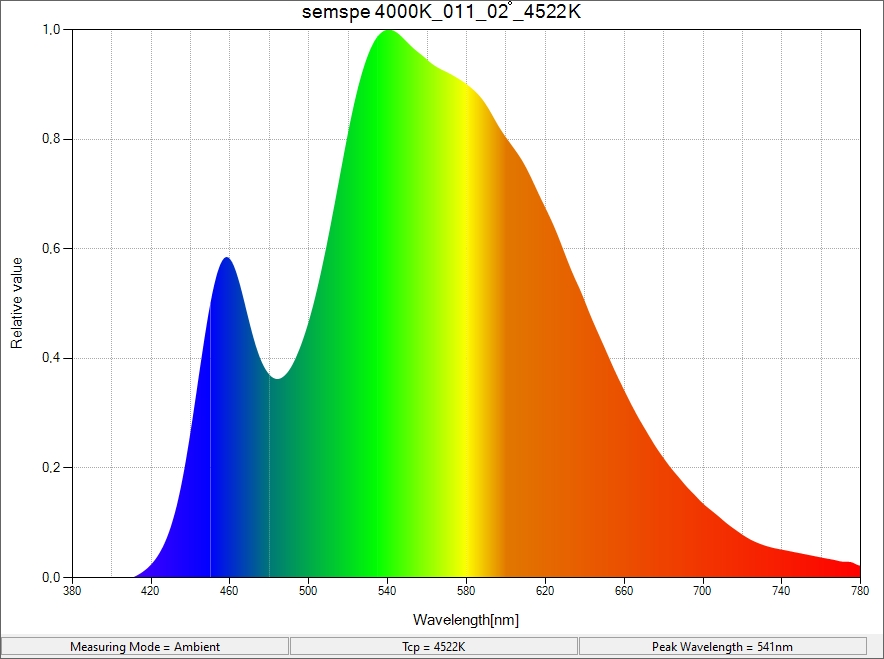 semspe 4000K_011_02°_4522K
1,0
0,8
0,6
0,4
0,2
0,0
Relative value
380 420 460 500 540 580 620 660 700 740 780
Wavelength[nm]
Measuring Mode = Ambient Tcp = 4522K Peak Wavelength = 541nm